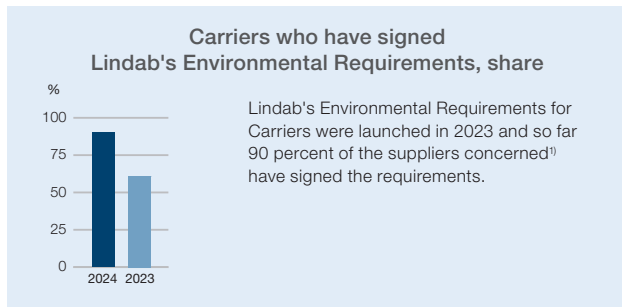 Carriers who have signed
Lindab's Environmental Requirements, share
%
100
75
50
25
0
2024 2023
Lindab's Environmental Requirements for
Carriers were launched in 2023 and so far
90 percent of the suppliers concerned¹⁾
have signed the requirements.